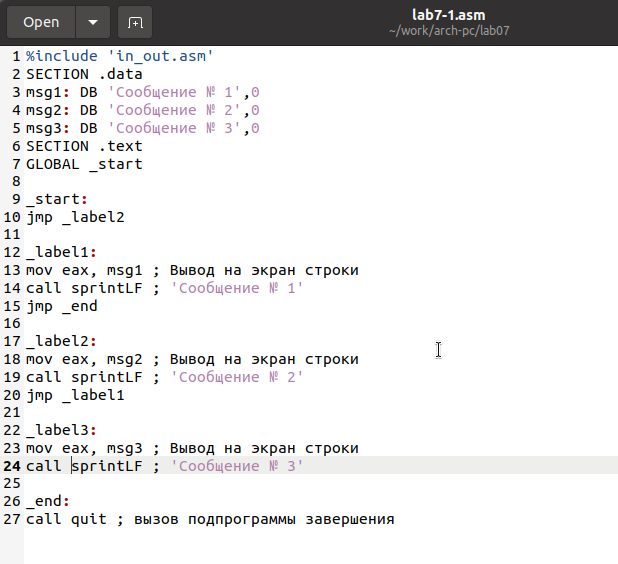 Open
lab7-1.asm
~/work/arch-pc/lab07
1 %include 'in_out.asm'
2 SECTION .data
3 msg1: DB 'Сообщение № 1',0
4 msg2: DB 'Сообщение № 2',0
5 msg3: DB 'Сообщение № 3',0
6 SECTION .text
7 GLOBAL _start
8
9 _start:
10 jmp _label2
11
12 _label1:
13 mov eax, msg1 ; Вывод на экран строки
14 call sprintLF ; 'Сообщение № 1'
15 jmp _end
16
17 _label2:
18 mov eax, msg2 ; Вывод на экран строки
19 call sprintLF ; 'Сообщение № 2'
20 jmp _label1
21
22 _label3:
23 mov eax, msg3 ; Вывод на экран строки
24 call sprintLF ; 'Сообщение № 3'
25
26 _end:
27 call quit ; вызов подпрограммы завершения